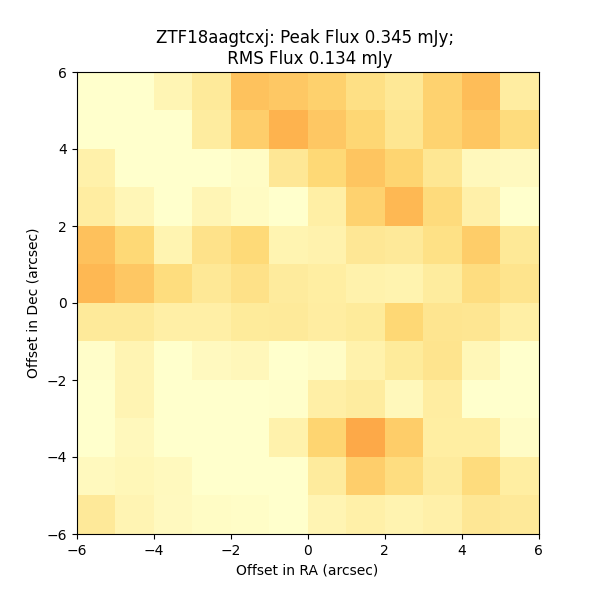 ZTF18aagtcxj: Peak Flux 0.345 mJy;
RMS Flux 0.134 mJy
6
4
2
0
−2
−4
−6
Offset in Dec (arcsec)
−6 −4 −2 0 2 4 6
Offset in RA (arcsec)